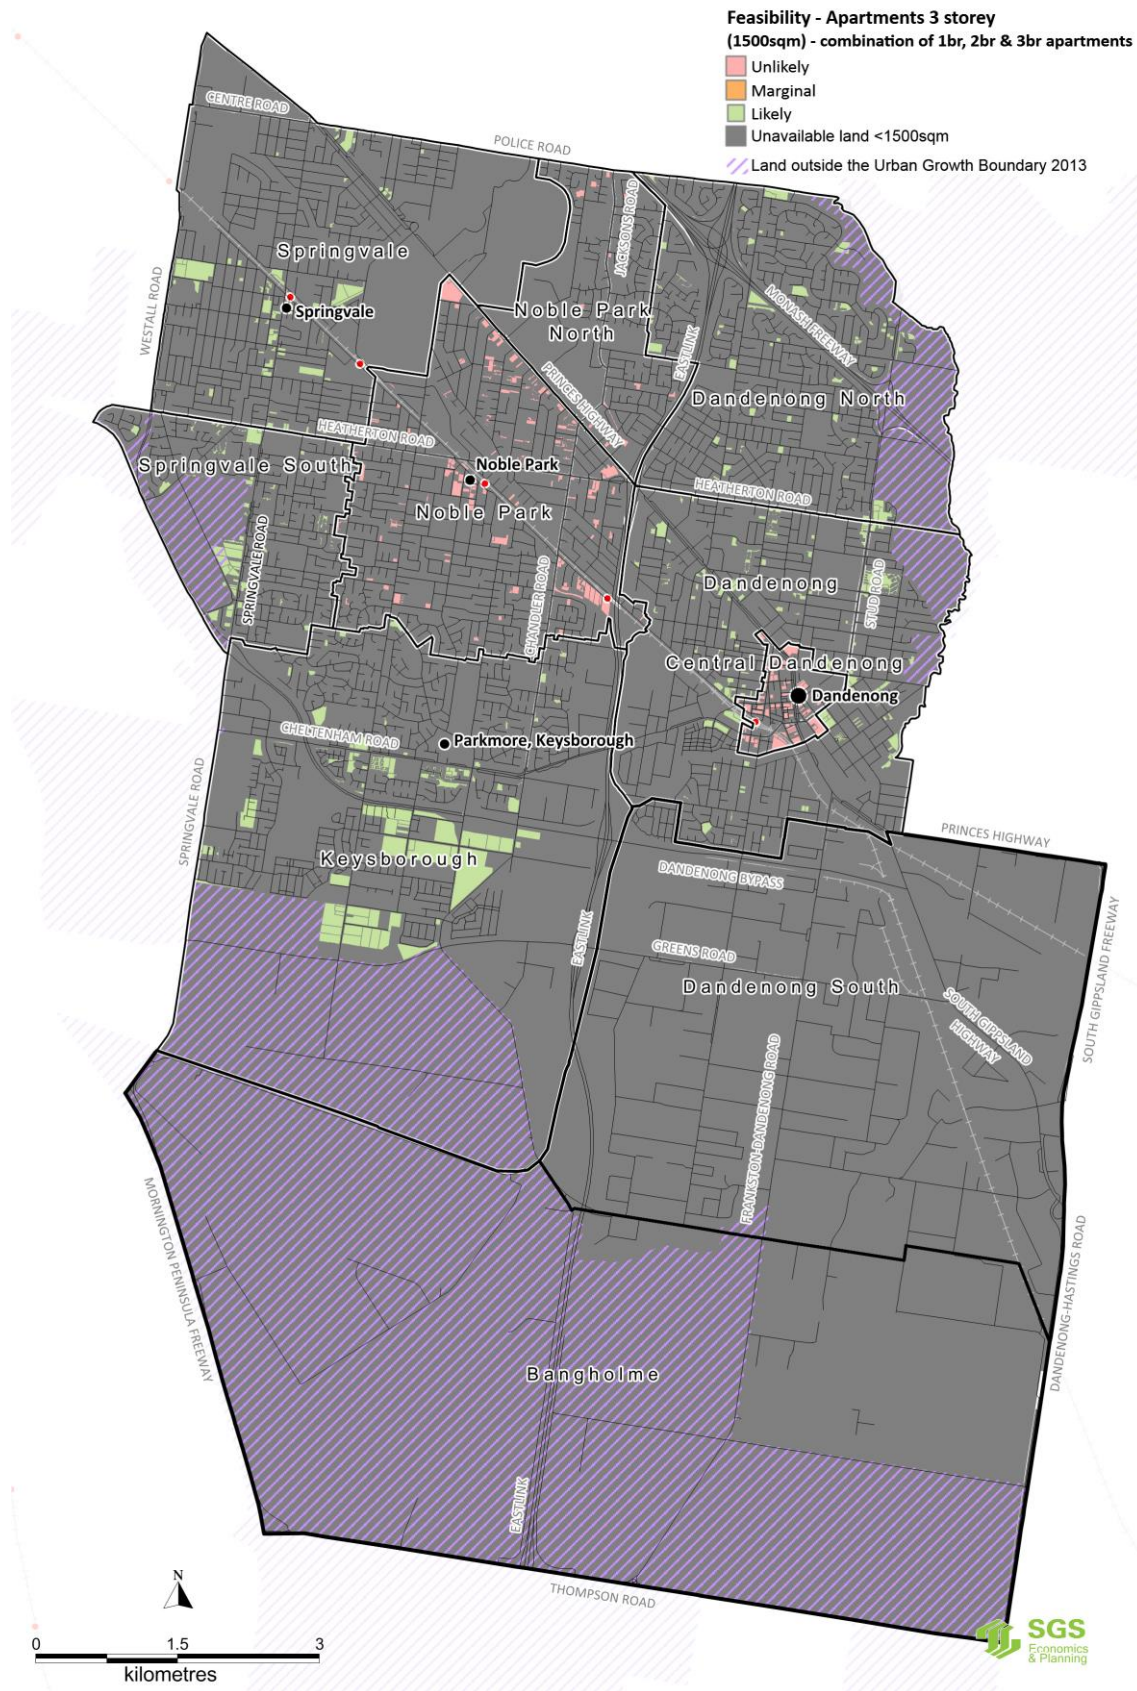 Feasibility - Apartments 3 storey
(1500sqm) - combination of 1br, 2br & 3br apartments
Unlikely
Marginal
Likely
Unavailable land <1500sqm
Land outside the Urban Growth Boundary 2013
CENTRE ROAD
POLICE ROAD
JACKSONS ROAD
Springvale
WESTALL ROAD
Springvale
Noble Park
North
MONASH FREEWAY
EASTLINK
PRINCES HIGHWAY
Dandenong North
HEATHERTON ROAD
Springvale South
Noble Park
HEATHERTON ROAD
Noble Park
SPRINGVALE ROAD
CHANDLER ROAD
Dandenong
STUD ROAD
Central Dandenong
Dandenong
CHELTENHAM ROAD
Parkmore, Keysborough
SPRINGVALE ROAD
PRINCES HIGHWAY
Keysborough
DANDENONG BYPASS
EASTLINK
GREENS ROAD
SOUTH GIPPSLAND FREEWAY
Dandenong South
SOUTH GIPPSLAND
HIGHWAY
FRANKSTON-DANDENONG ROAD
MORNINGTON PENINSULA FREEWAY
DANDENONG-HASTINGS ROAD
Bangholme
EASTLINK
THOMPSON ROAD
N
0 1.5 3
kilometres
SGS
Economics
& Planning